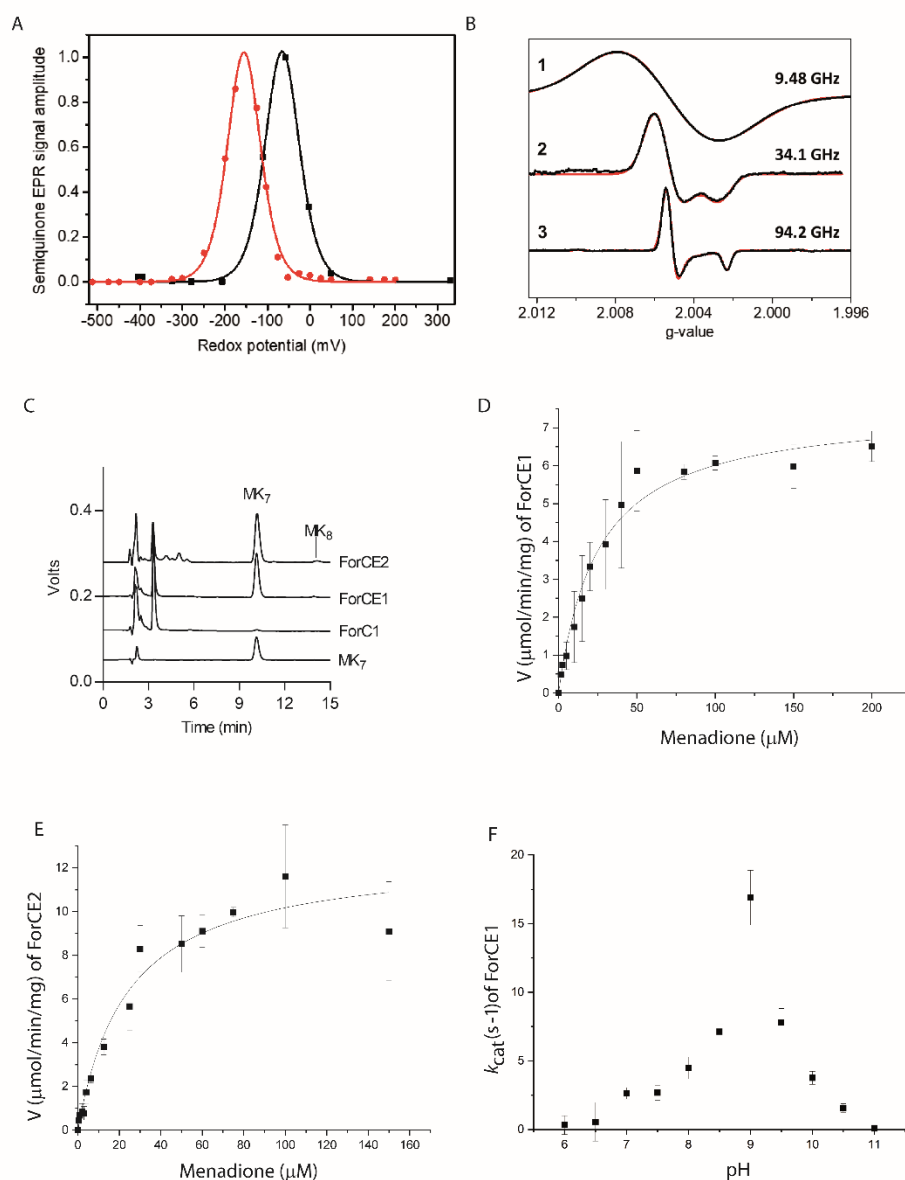 A
Semiquinone EPR signal amplitude
1.0
0.8
0.6
0.4
0.2
0.0
-500 -400 -300 -200 -100 0 100 200 300
Redox potential (mV)
B
1
9.48 GHz
2
34.1 GHz
3
94.2 GHz
2.012 2.008 2.004 2.000 1.996
g-value
C
Volts
0.4
0.2
0.0
MK7
MK8
ForCE2
ForCE1
ForC1
MK7
0 3 6 9 12 15
Time (min)
D
V (μmol/min/mg) of ForCE1
7
6
5
4
3
2
1
0
0 50 100 150 200
Menadione (μM)
E
V (μmol/min/mg) of ForCE2
12
10
8
6
4
2
0
0 20 40 60 80 100 120 140 160
Menadione (μM)
F
kcat(s-1)of ForCE1
20
15
10
5
0
6 7 8 9 10 11
pH